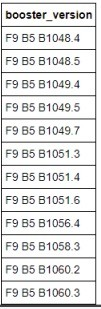 booster_version
F9 B5 B1048.4
F9 B5 B1048.5
F9 B5 B1049.4
F9 B5 B1049.5
F9 B5 B1049.7
F9 B5 B1051.3
F9 B5 B1051.4
F9 B5 B1051.6
F9 B5 B1056.4
F9 B5 B1058.3
F9 B5 B1060.2
F9 B5 B1060.3